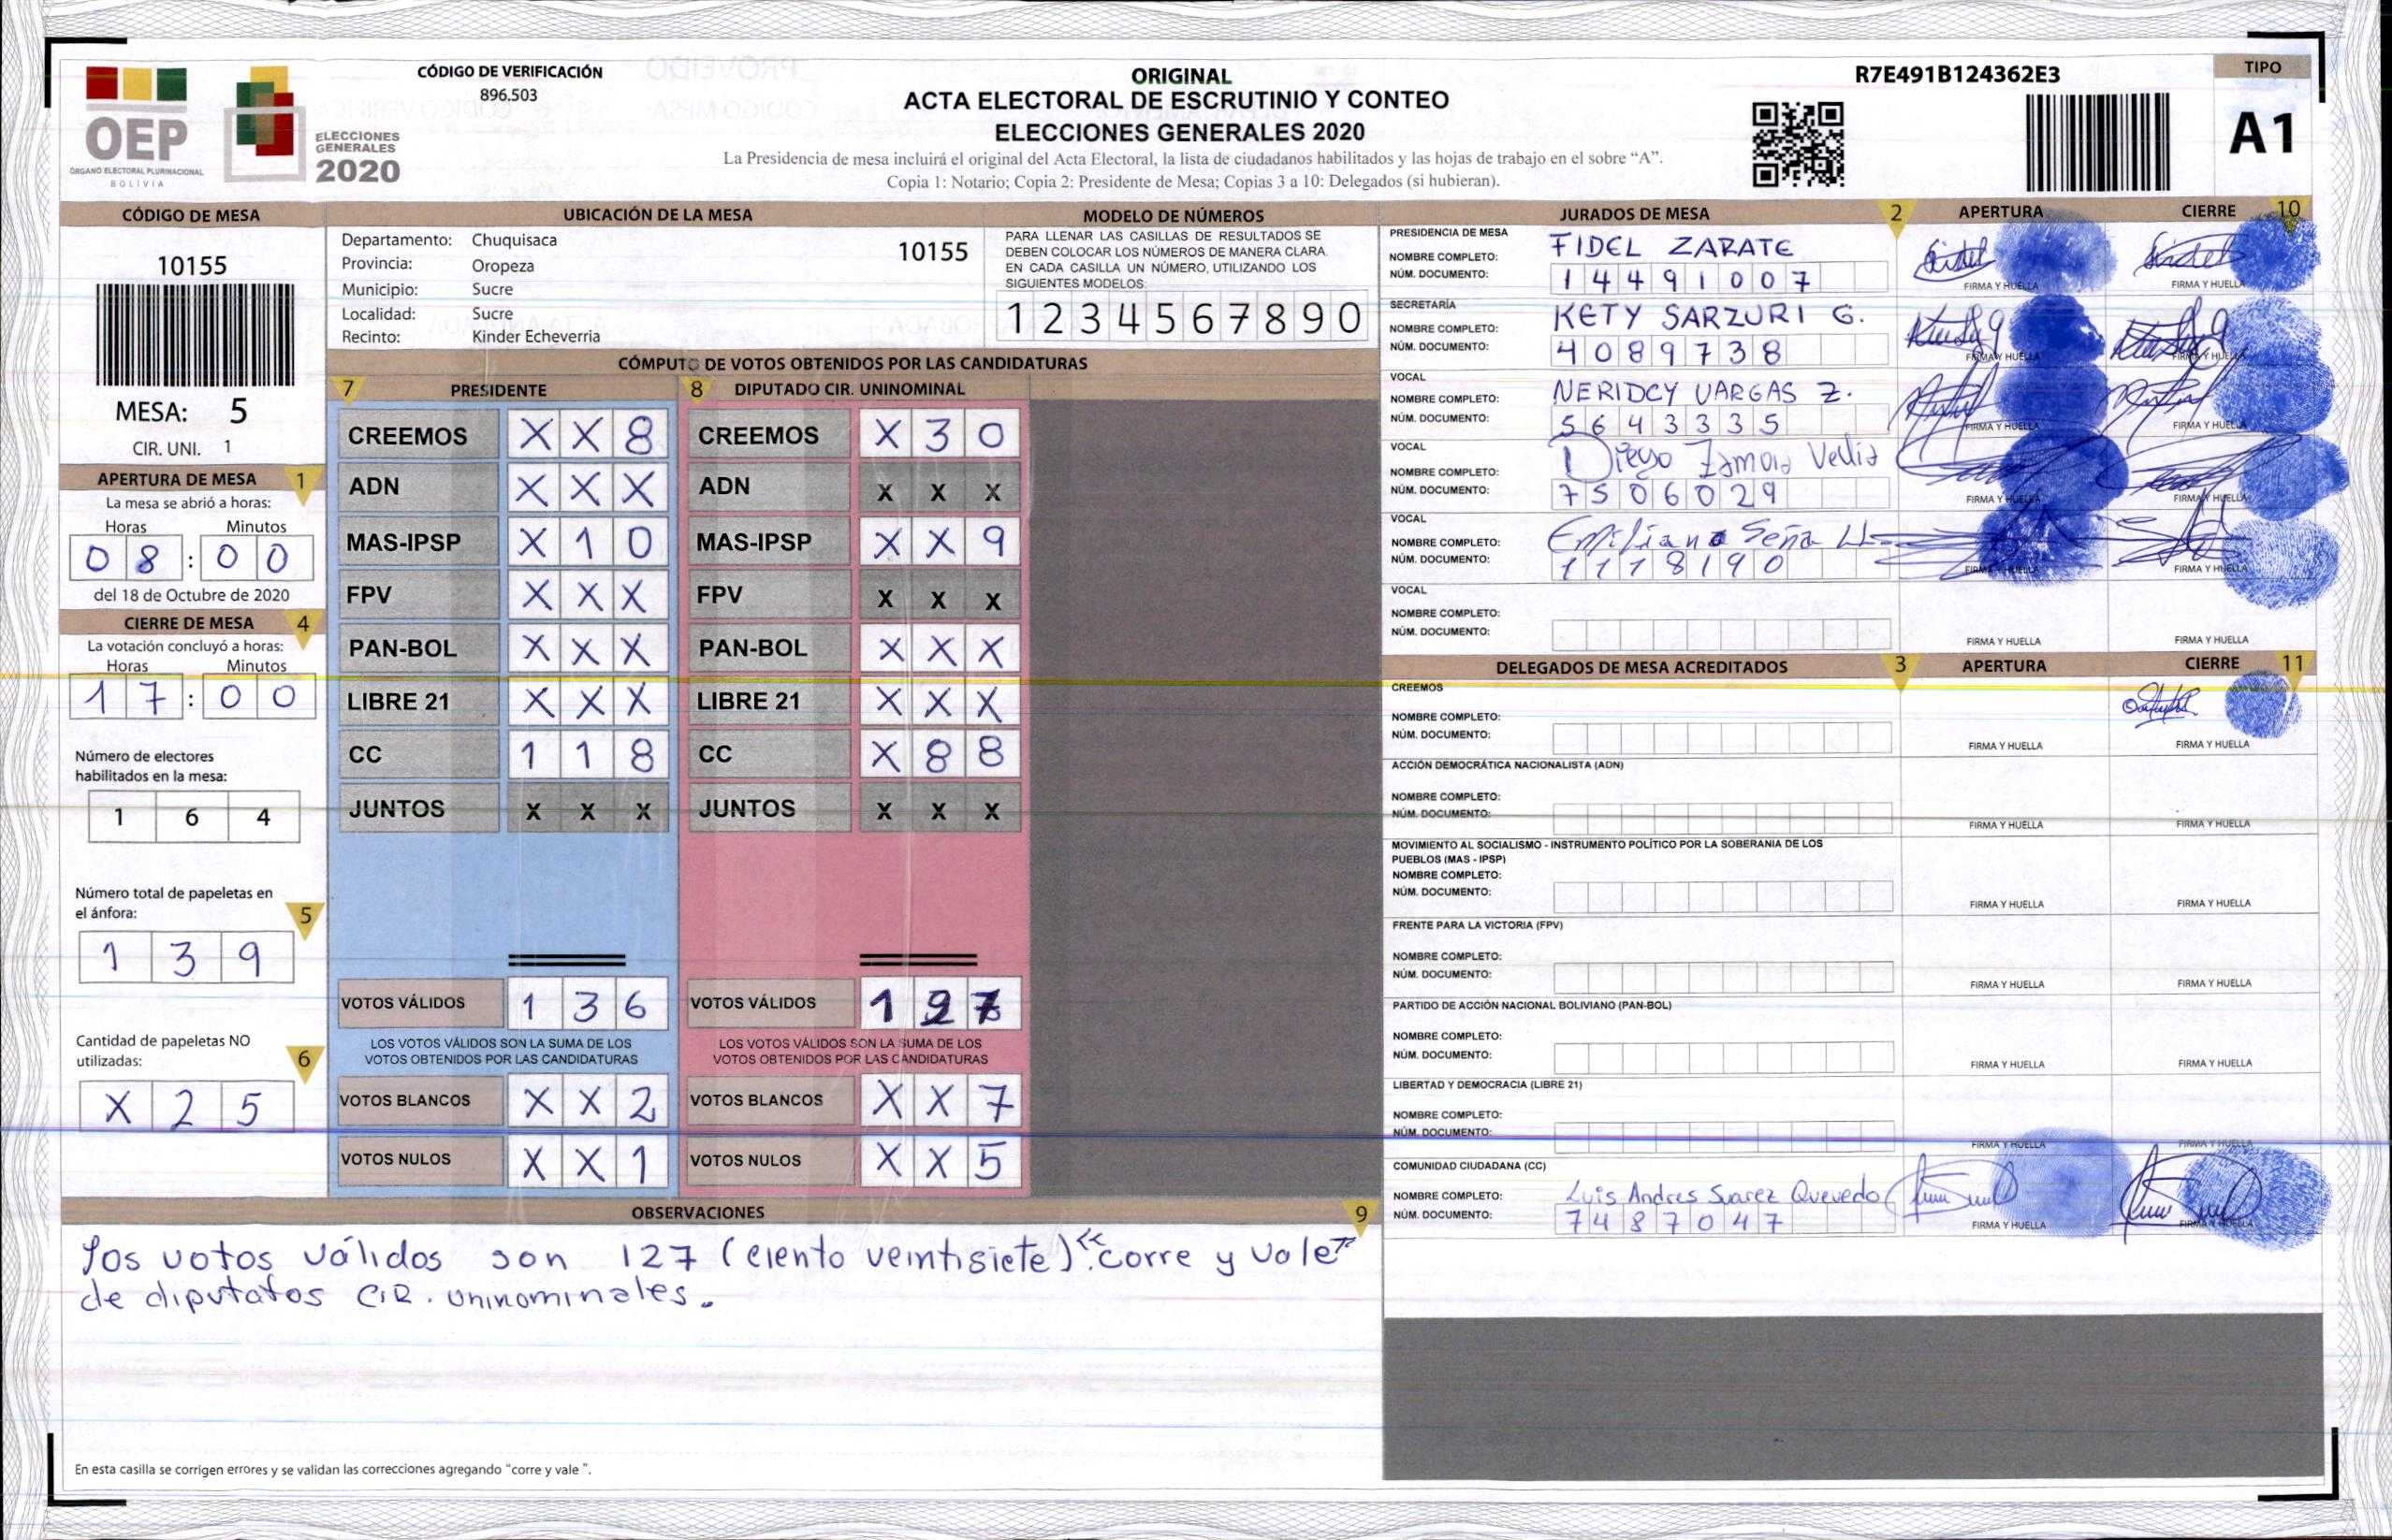 CÓDIGO DE VERIFICACIÓN
896.503
OEP
ÓRGANO ELECTORAL PLURINACIONAL
BOLIVIA
ELECCIONES
GENERALES
2020
ORIGINAL
ACTA ELECTORAL DE ESCRUTINIO Y CONTEO
ELECCIONES GENERALES 2020
La Presidencia de mesa incluirá el original del Acta Electoral, la lista de ciudadanos habilitados y las hojas de trabajo en el sobre “A”.
Copia 1: Notario; Copia 2: Presidente de Mesa; Copias 3 a 10: Delegados (si hubieran).
R7E491B124362E3
TIPO
A1
CÓDIGO DE MESA
10155
MESA: 5
CIR. UNI. 1
APERTURA DE MESA 1
La mesa se abrió a horas:
Horas Minutos
0 8 : 0 0
del 18 de Octubre de 2020
CIERRE DE MESA 4
La votación concluyó a horas:
Horas Minutos
1 7 : 0 0
Número de electores
habilitados en la mesa:
1 6 4
Número total de papeletas en
el ánfora:
5
1 3 9
Cantidad de papeletas NO
utilizadas:
6
X 2 5
UBICACIÓN DE LA MESA
Departamento: Chuquisaca
Provincia: Oropeza
Municipio: Sucre
Localidad: Sucre
Recinto: Kinder Echeverria
10155
MODELO DE NÚMEROS
PARA LLENAR LAS CASILLAS DE RESULTADOS SE
DEBEN COLOCAR LOS NÚMEROS DE MANERA CLARA.
EN CADA CASILLA UN NÚMERO, UTILIZANDO LOS
SIGUIENTES MODELOS:
1 2 3 4 5 6 7 8 9 0
CÓMPUTO DE VOTOS OBTENIDOS POR LAS CANDIDATURAS
7 PRESIDENTE
CREEMOS X X 8
ADN X X X
MAS-IPSP X 1 0
FPV X X X
PAN-BOL X X X
LIBRE 21 X X X
CC 1 1 8
JUNTOS X X X
VOTOS VÁLIDOS 1 3 6
LOS VOTOS VÁLIDOS SON LA SUMA DE LOS
VOTOS OBTENIDOS POR LAS CANDIDATURAS
VOTOS BLANCOS X X 2
VOTOS NULOS X X 1
8 DIPUTADO CIR. UNINOMINAL
CREEMOS X 3 0
ADN X X X
MAS-IPSP X X 9
FPV X X X
PAN-BOL X X X
LIBRE 21 X X X
CC X 8 8
JUNTOS X X X
VOTOS VÁLIDOS 1 2 7
LOS VOTOS VÁLIDOS SON LA SUMA DE LOS
VOTOS OBTENIDOS POR LAS CANDIDATURAS
VOTOS BLANCOS X X 7
VOTOS NULOS X X 5
OBSERVACIONES 9
los votos válidos son 127 (ciento veintisiete) «corre y vale»
de diputatos CIR. uninominales.
En esta casilla se corrigen errores y se validan las correcciones agregando “corre y vale ”.
JURADOS DE MESA 2 APERTURA CIERRE 10
PRESIDENCIA DE MESA
NOMBRE COMPLETO: FIDEL ZARATE
NÚM. DOCUMENTO: 14491007
FIRMA Y HUELLA FIRMA Y HUELLA
SECRETARÍA
NOMBRE COMPLETO: KETY SARZURI G.
NÚM. DOCUMENTO: 4089738
FIRMA Y HUELLA FIRMA Y HUELLA
VOCAL
NOMBRE COMPLETO: NERIDCY VARGAS Z.
NÚM. DOCUMENTO: 5643335
FIRMA Y HUELLA FIRMA Y HUELLA
VOCAL
NOMBRE COMPLETO: Diego Zamora
NÚM. DOCUMENTO: 7506029
FIRMA Y HUELLA FIRMA Y HUELLA
VOCAL
NOMBRE COMPLETO: Emiliana Seña
NÚM. DOCUMENTO: 1118190
FIRMA Y HUELLA FIRMA Y HUELLA
VOCAL
NOMBRE COMPLETO:
NÚM. DOCUMENTO:
FIRMA Y HUELLA FIRMA Y HUELLA
DELEGADOS DE MESA ACREDITADOS 3 APERTURA CIERRE 11
CREEMOS
NOMBRE COMPLETO:
NÚM. DOCUMENTO:
FIRMA Y HUELLA FIRMA Y HUELLA
ACCIÓN DEMOCRÁTICA NACIONALISTA (ADN)
NOMBRE COMPLETO:
NÚM. DOCUMENTO:
FIRMA Y HUELLA FIRMA Y HUELLA
MOVIMIENTO AL SOCIALISMO - INSTRUMENTO POLÍTICO POR LA SOBERANIA DE LOS
PUEBLOS (MAS - IPSP)
NOMBRE COMPLETO:
NÚM. DOCUMENTO:
FIRMA Y HUELLA FIRMA Y HUELLA
FRENTE PARA LA VICTORIA (FPV)
NOMBRE COMPLETO:
NÚM. DOCUMENTO:
FIRMA Y HUELLA FIRMA Y HUELLA
PARTIDO DE ACCIÓN NACIONAL BOLIVIANO (PAN-BOL)
NOMBRE COMPLETO:
NÚM. DOCUMENTO:
FIRMA Y HUELLA FIRMA Y HUELLA
LIBERTAD Y DEMOCRACIA (LIBRE 21)
NOMBRE COMPLETO:
NÚM. DOCUMENTO:
FIRMA Y HUELLA FIRMA Y HUELLA
COMUNIDAD CIUDADANA (CC)
NOMBRE COMPLETO: Luis Andres Suarez Quevedo
NÚM. DOCUMENTO: 7487047
FIRMA Y HUELLA FIRMA Y HUELLA